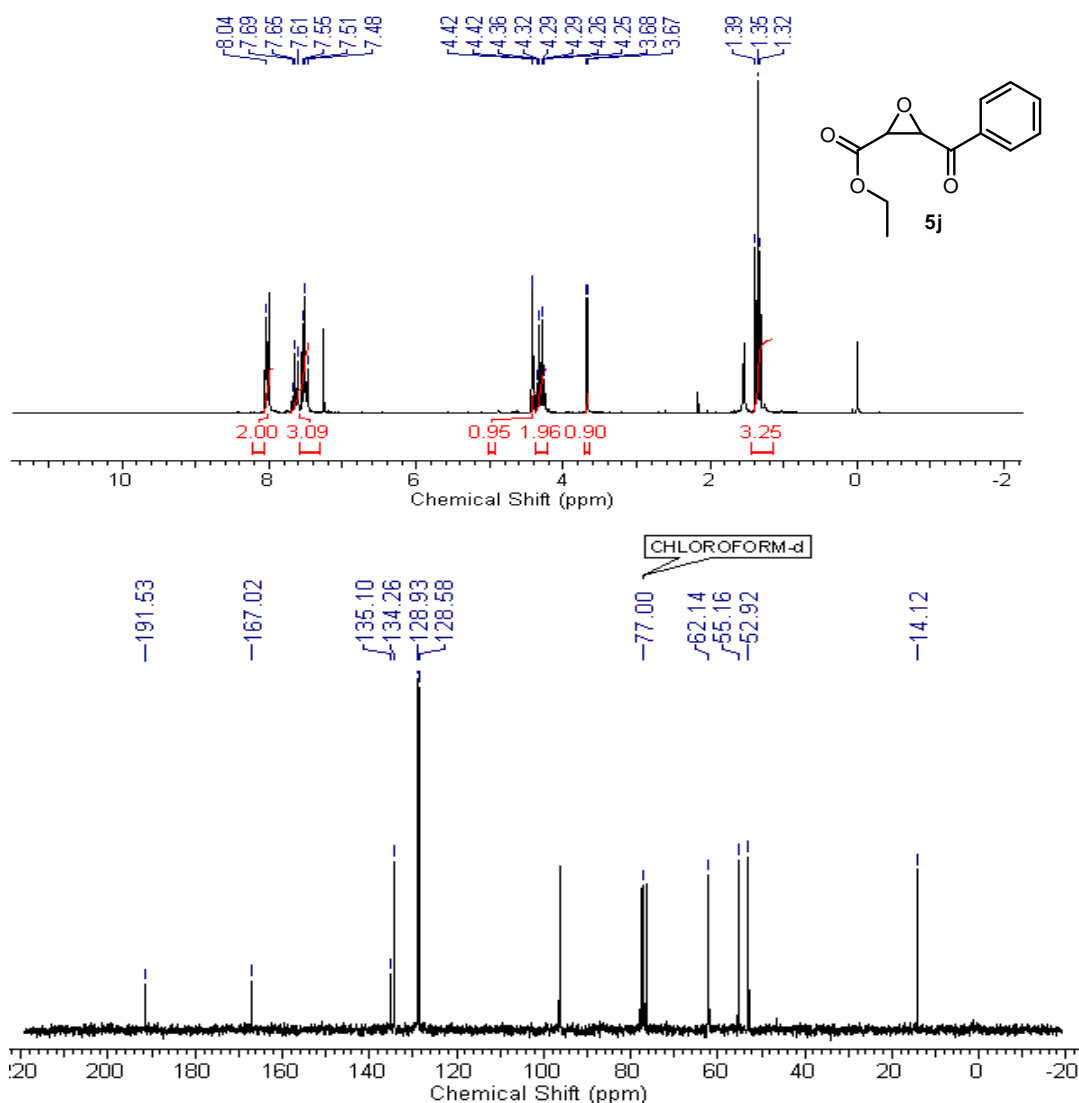 8.04
7.69
7.65
7.61
7.55
7.51
7.48
4.42
4.42
4.36
4.32
4.29
4.29
4.26
4.25
3.68
3.67
1.39
1.35
1.32
O
O
O
O
5j
2.00 3.09 0.95 1.96 0.90 3.25
10 8 6 4 2 0 -2
Chemical Shift (ppm)
CHLOROFORM-d
191.53
167.02
135.10
134.26
128.93
128.58
77.00
62.14
55.16
52.92
14.12
220 200 180 160 140 120 100 80 60 40 20 0 -20
Chemical Shift (ppm)